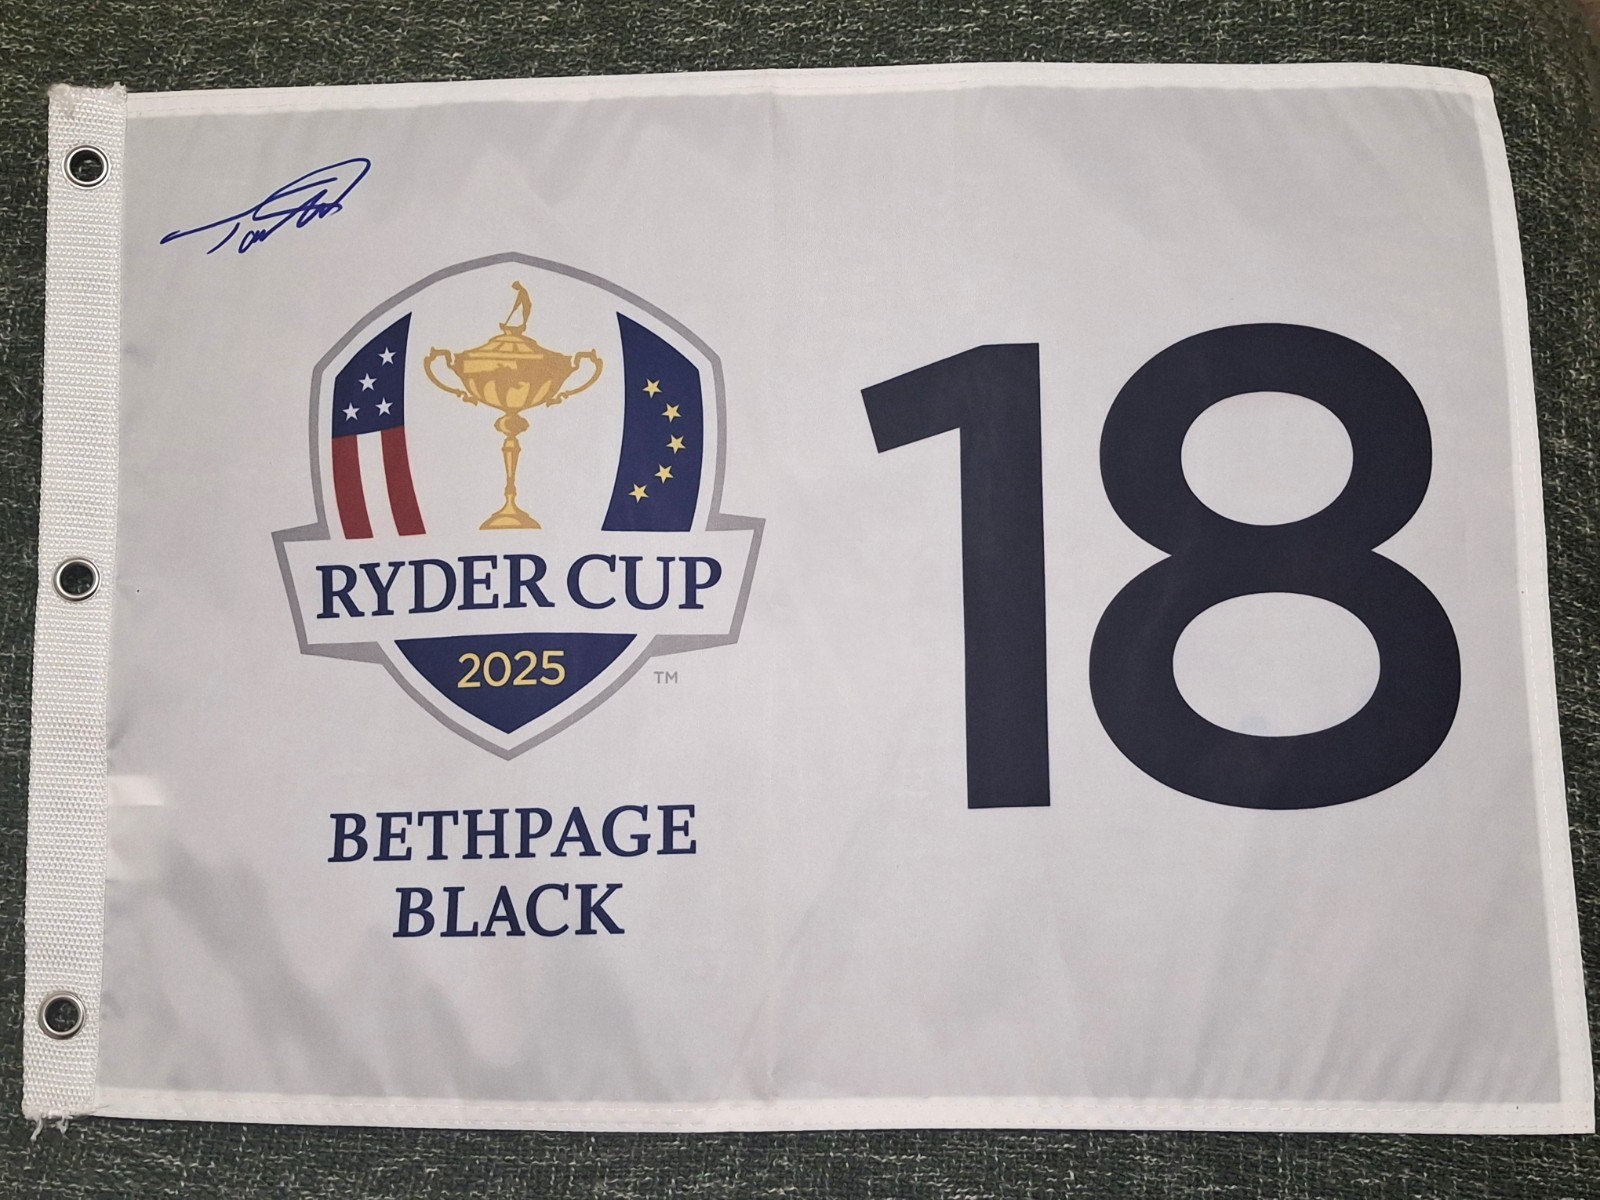 RYDER CUP
2025
TM
BETHPAGE
BLACK
18